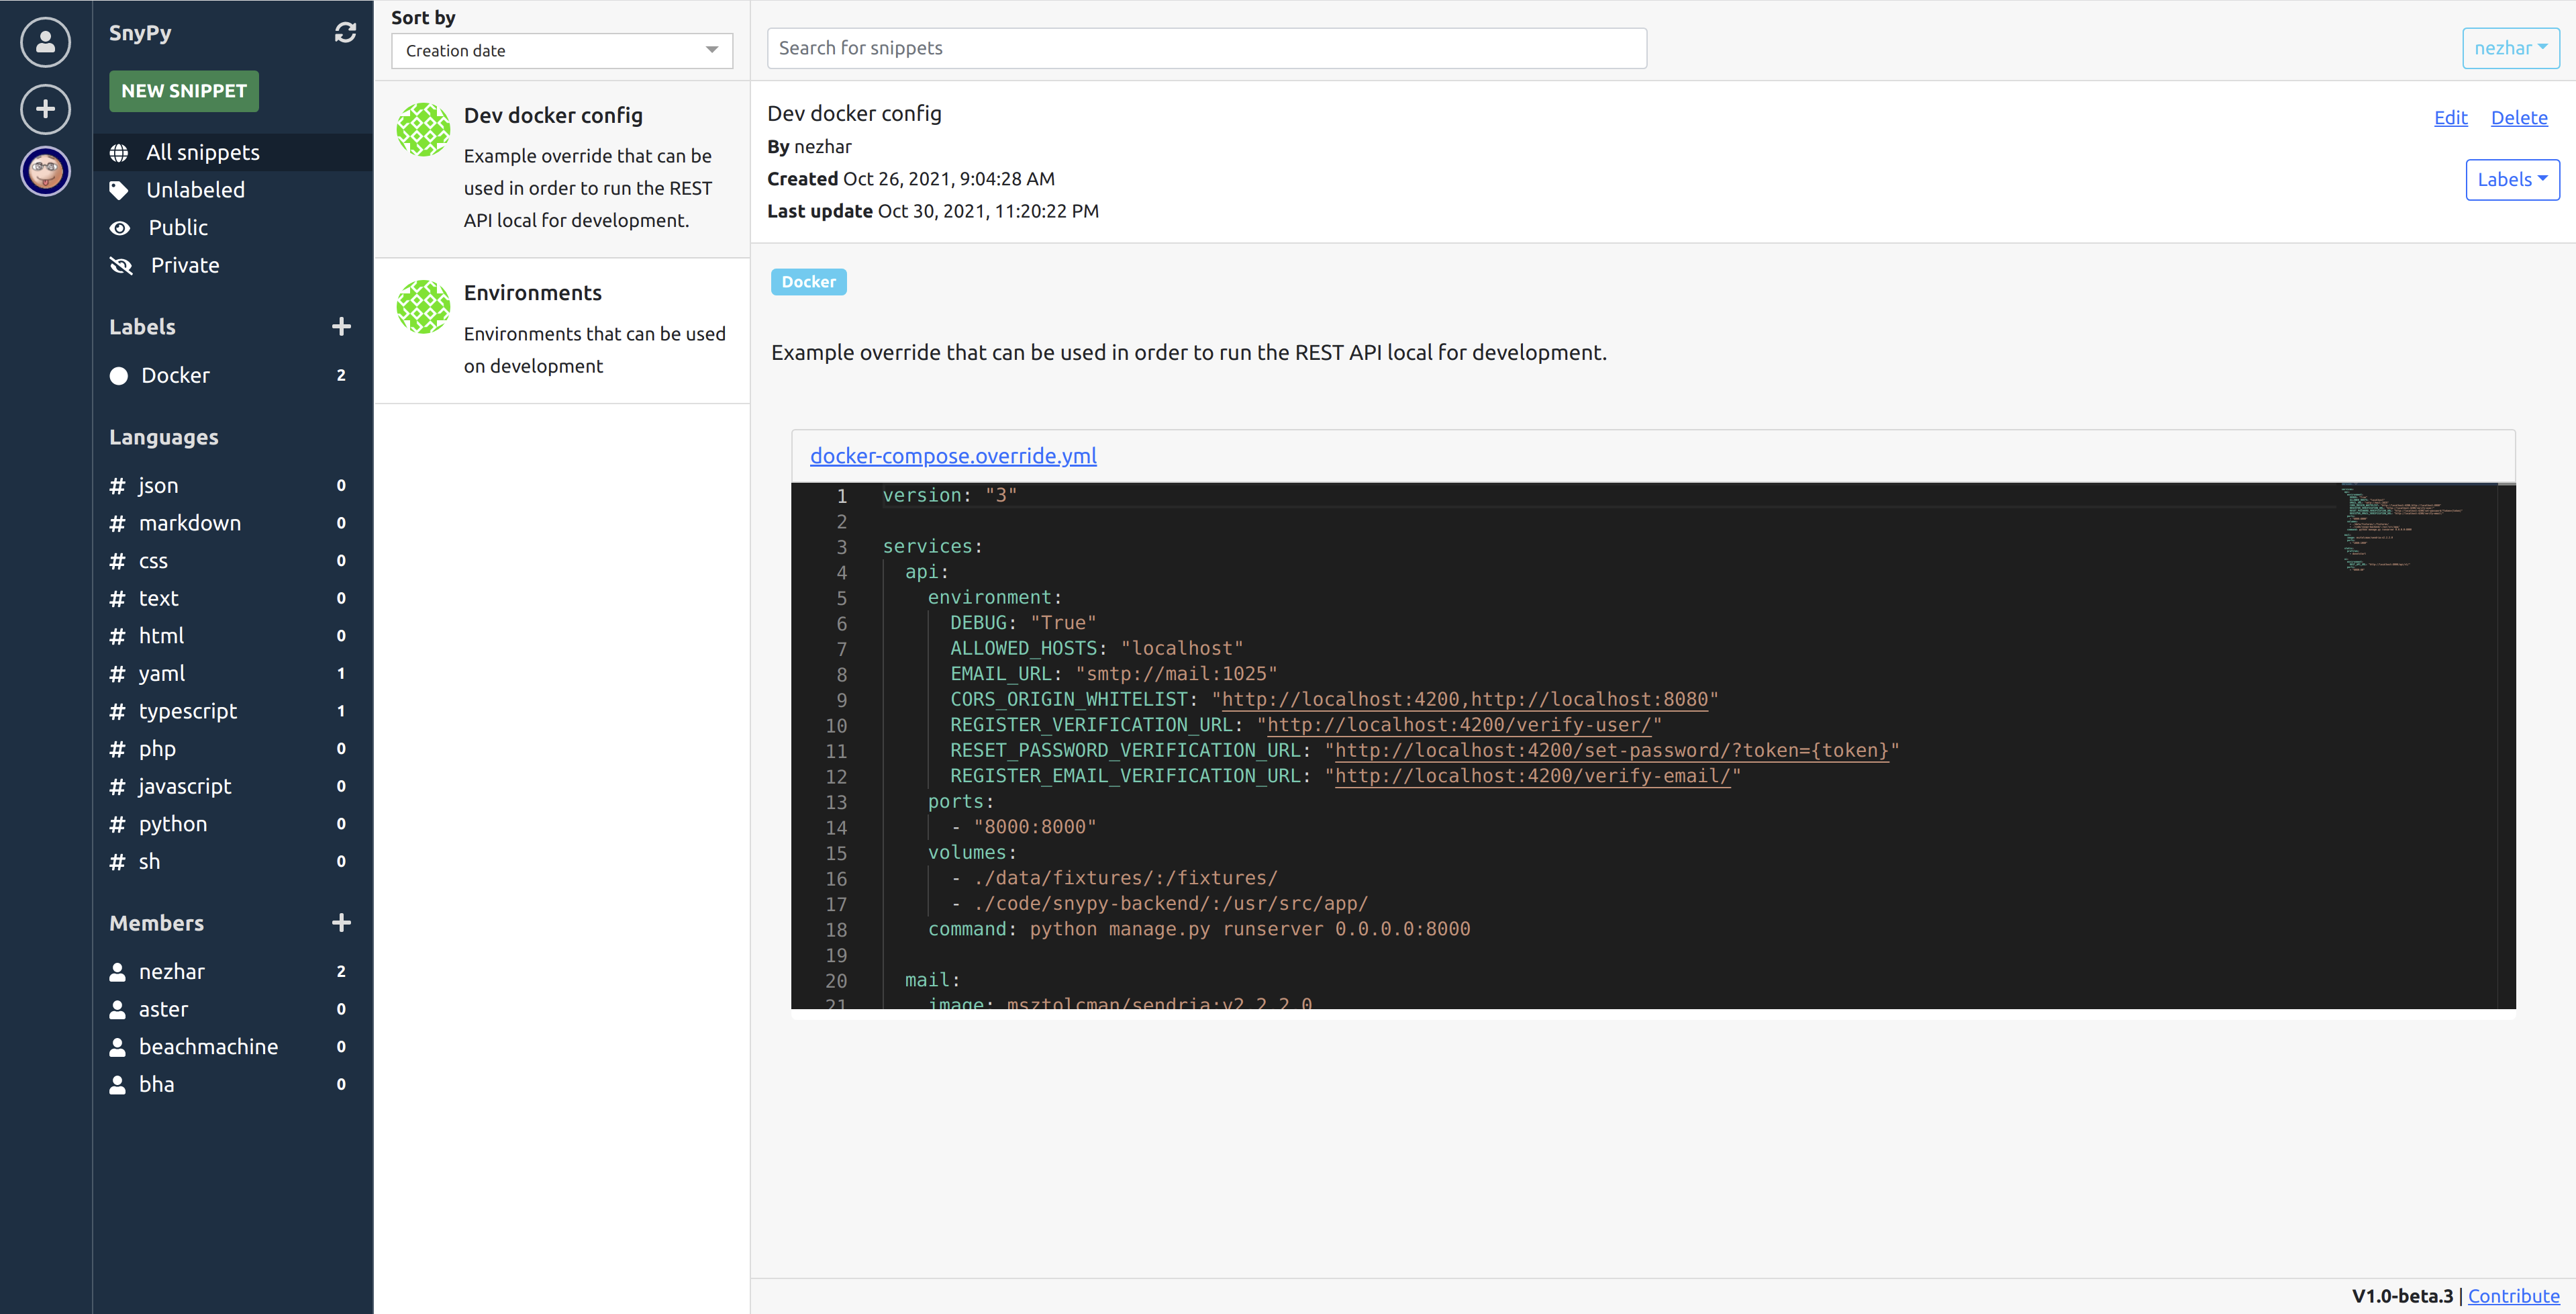 SnyPy
NEW SNIPPET
All snippets
Unlabeled
Public
Private
Labels
Docker 2
Languages
# json 0
# markdown 0
# css 0
# text 0
# html 0
# yaml 1
# typescript 1
# php 0
# javascript 0
# python 0
# sh 0
Members
nezhar 2
aster 0
beachmachine 0
bha 0
Sort by
Creation date
Dev docker config
Example override that can be
used in order to run the REST
API local for development.
Environments
Environments that can be used
on development
Search for snippets
nezhar
Dev docker config
By nezhar
Created Oct 26, 2021, 9:04:28 AM
Last update Oct 30, 2021, 11:20:22 PM
Edit Delete
Labels
Docker
Example override that can be used in order to run the REST API local for development.
docker-compose.override.yml
1 version: "3"
2
3 services:
4 api:
5 environment:
6 DEBUG: "True"
7 ALLOWED_HOSTS: "localhost"
8 EMAIL_URL: "smtp://mail:1025"
9 CORS_ORIGIN_WHITELIST: "http://localhost:4200,http://localhost:8080"
10 REGISTER_VERIFICATION_URL: "http://localhost:4200/verify-user/"
11 RESET_PASSWORD_VERIFICATION_URL: "http://localhost:4200/set-password/?token={token}"
12 REGISTER_EMAIL_VERIFICATION_URL: "http://localhost:4200/verify-email/"
13 ports:
14 - "8000:8000"
15 volumes:
16 - ./data/fixtures/:/fixtures/
17 - ./code/snypy-backend/:/usr/src/app/
18 command: python manage.py runserver 0.0.0.0:8000
19
20 mail:
21 image: msztolcman/sendria:v2.2.2.0
V1.0-beta.3 | Contribute